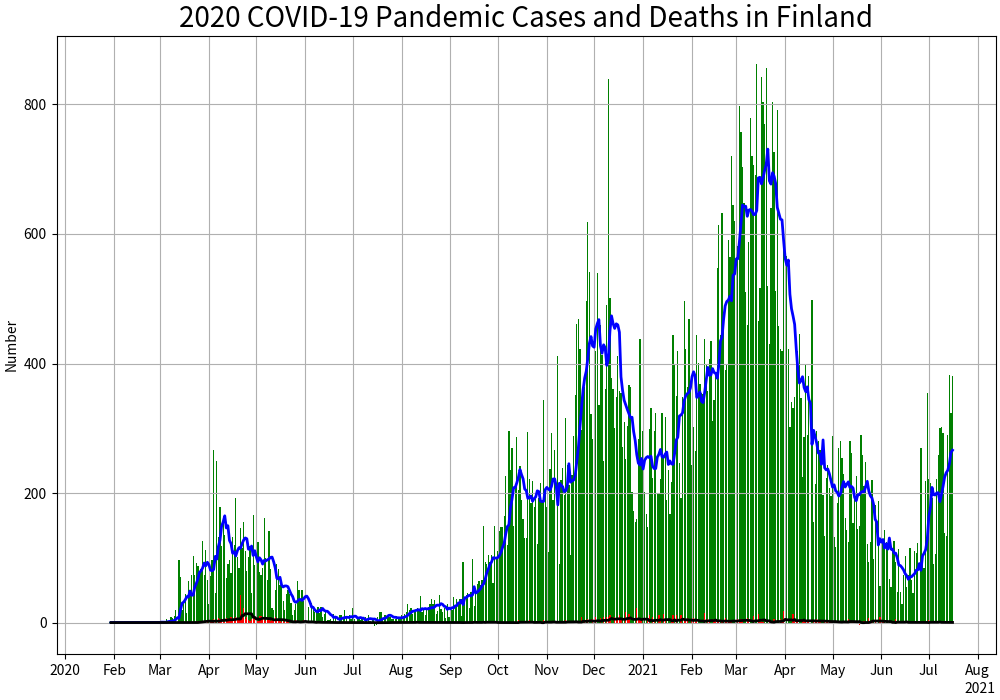 2020 COVID-19 Pandemic Cases and Deaths in Finland
Number
800
600
400
200
0
2020 Feb Mar Apr May Jun Jul Aug Sep Oct Nov Dec 2021 Feb Mar Apr May Jun Jul Aug
2021